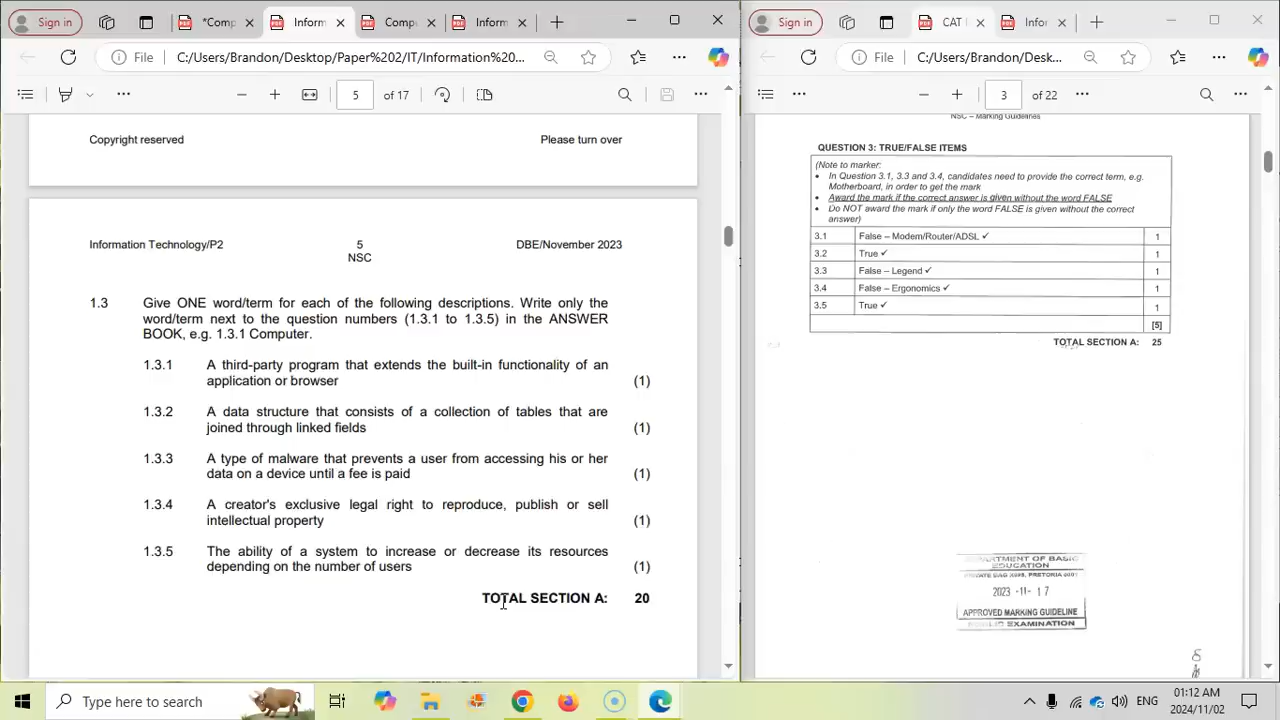 Sign in
*Comp
Inform
Comp
Inform
File
C:/Users/Brandon/Desktop/Paper%202/IT/Information%20...
5 of 17
Copyright reserved
Please turn over
Information Technology/P2
5
DBE/November 2023
NSC
1.3 Give ONE word/term for each of the following descriptions. Write only the
word/term next to the question numbers (1.3.1 to 1.3.5) in the ANSWER
BOOK, e.g. 1.3.1 Computer.
1.3.1 A third-party program that extends the built-in functionality of an
application or browser (1)
1.3.2 A data structure that consists of a collection of tables that are
joined through linked fields (1)
1.3.3 A type of malware that prevents a user from accessing his or her
data on a device until a fee is paid (1)
1.3.4 A creator's exclusive legal right to reproduce, publish or sell
intellectual property (1)
1.3.5 The ability of a system to increase or decrease its resources
depending on the number of users (1)
TOTAL SECTION A: 20
Sign in
CAT
Infor
File
C:/Users/Brandon/Des...
3 of 22
NSC – Marking Guidelines
QUESTION 3: TRUE/FALSE ITEMS
(Note to marker:
• In Question 3.1, 3.3 and 3.4, candidates need to provide the correct term, e.g.
Motherboard, in order to get the mark
• Award the mark if the correct answer is given without the word FALSE
• Do NOT award the mark if only the word FALSE is given without the correct
answer)
3.1 False – Modem/Router/ADSL ✓ 1
3.2 True ✓ 1
3.3 False – Legend ✓ 1
3.4 False – Ergonomics ✓ 1
3.5 True ✓ 1
[5]
TOTAL SECTION A: 25
DEPARTMENT OF BASIC
EDUCATION
2023 -11- 17
APPROVED MARKING GUIDELINE
EXAMINATION
Type here to search
ENG
01:12 AM
2024/11/02